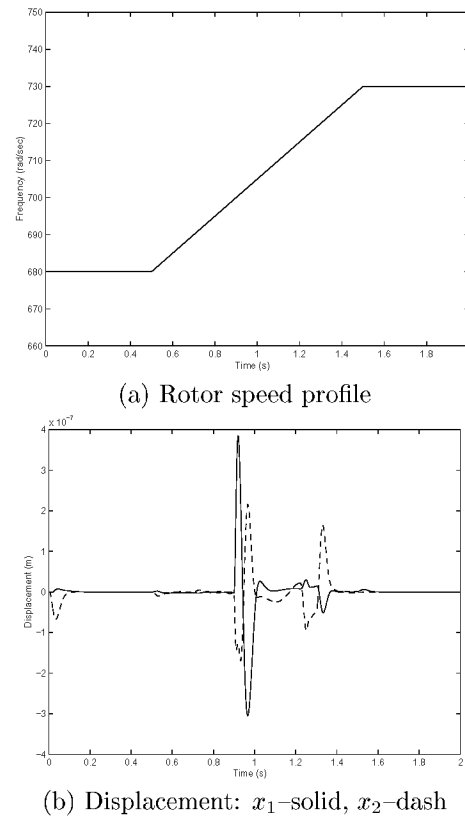 750
740
730
720
710
700
690
680
670
660
Frequency (rad/sec)
0 0.2 0.4 0.6 0.8 1 1.2 1.4 1.6 1.8
Time (s)
(a) Rotor speed profile
x 10⁻⁷
4
3
2
1
0
−1
−2
−3
−4
Displacement (m)
0 0.2 0.4 0.6 0.8 1 1.2 1.4 1.6 1.8 2
Time (s)
(b) Displacement: x₁–solid, x₂–dash